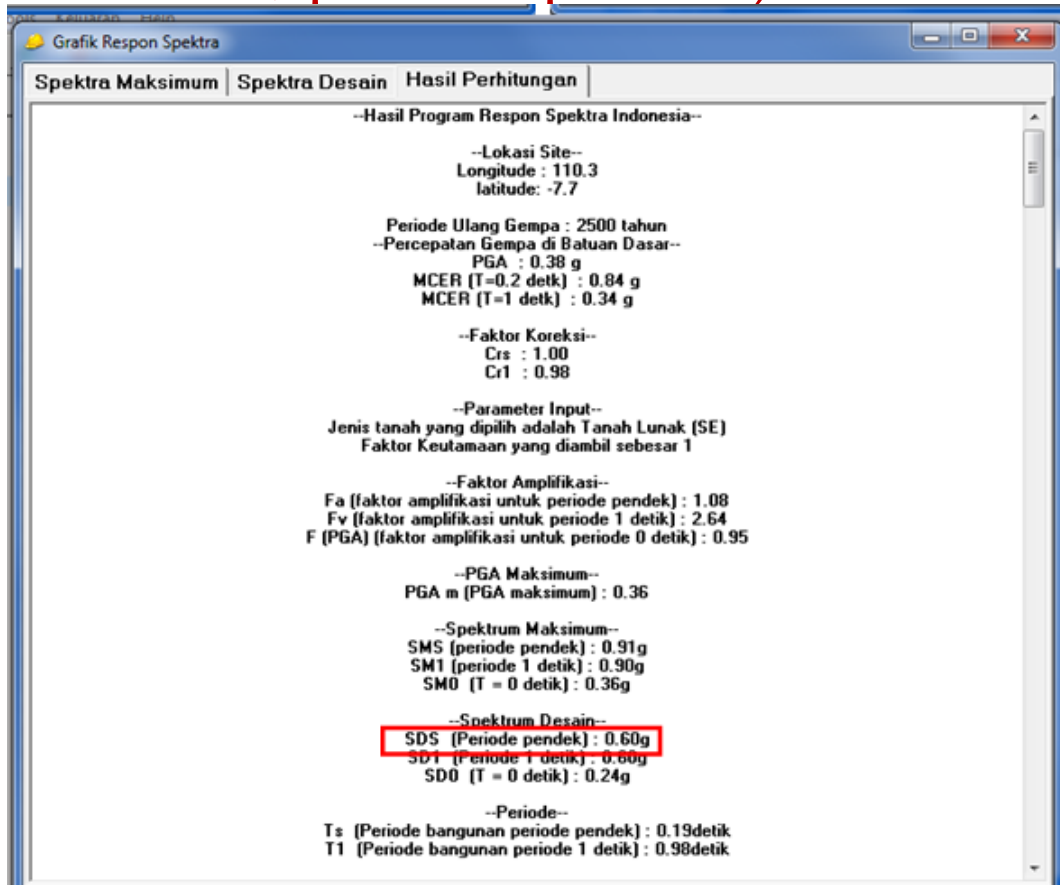 Grafik Respon Spektra
Spektra Maksimum Spektra Desain Hasil Perhitungan
--Hasil Program Respon Spektra Indonesia--
--Lokasi Site--
Longitude : 110.3
latitude: -7.7
Periode Ulang Gempa : 2500 tahun
--Percepatan Gempa di Batuan Dasar--
PGA : 0.38 g
MCER (T=0.2 detk) : 0.84 g
MCER (T=1 detk) : 0.34 g
--Faktor Koreksi--
Crs : 1.00
Cr1 : 0.98
--Parameter Input--
Jenis tanah yang dipilih adalah Tanah Lunak (SE)
Faktor Keutamaan yang diambil sebesar 1
--Faktor Amplifikasi--
Fa (faktor amplifikasi untuk periode pendek) : 1.08
Fv (faktor amplifikasi untuk periode 1 detik) : 2.64
F (PGA) (faktor amplifikasi untuk periode 0 detik) : 0.95
--PGA Maksimum--
PGA m (PGA maksimum) : 0.36
--Spektrum Maksimum--
SMS (periode pendek) : 0.91g
SM1 (periode 1 detik) : 0.90g
SM0 (T = 0 detik) : 0.36g
--Spektrum Desain--
SDS (Periode pendek) : 0.60g
SD1 (Periode 1 detik) : 0.60g
SD0 (T = 0 detik) : 0.24g
--Periode--
Ts (Periode bangunan periode pendek) : 0.19detik
T1 (Periode bangunan periode 1 detik) : 0.98detik